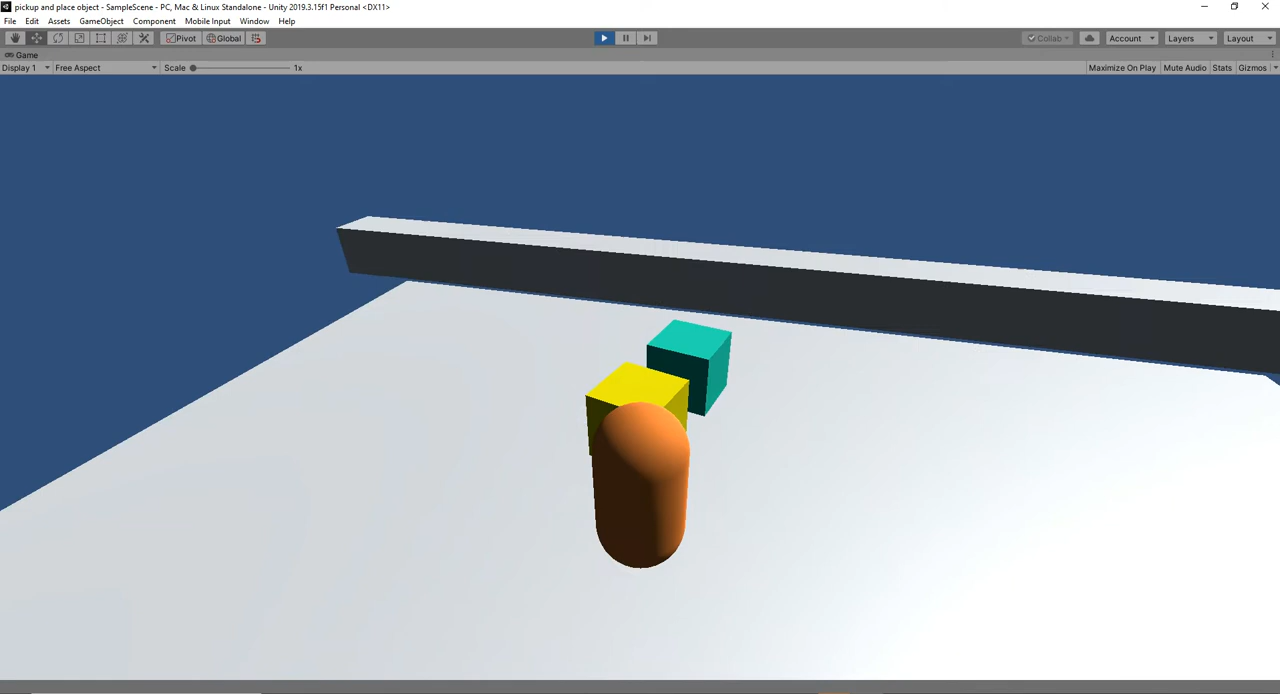 pickup and place object - SampleScene - PC, Mac & Linux Standalone - Unity 2019.3.15f1 Personal <DX11>
File Edit Assets GameObject Component Mobile Input Window Help
Pivot Global Collab Account Layers Layout
Game
Display 1 Free Aspect Scale 1x Maximize On Play Mute Audio Stats Gizmos